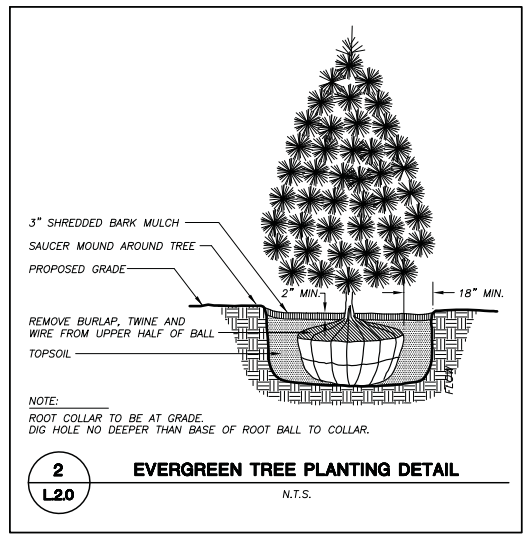 3" SHREDDED BARK MULCH
SAUCER MOUND AROUND TREE
PROPOSED GRADE
2" MIN.
18" MIN.
REMOVE BURLAP, TWINE AND
WIRE FROM UPPER HALF OF BALL
TOPSOIL
NOTE:
ROOT COLLAR TO BE AT GRADE.
DIG HOLE NO DEEPER THAN BASE OF ROOT BALL TO COLLAR.
2
L2.0
EVERGREEN TREE PLANTING DETAIL
N.T.S.